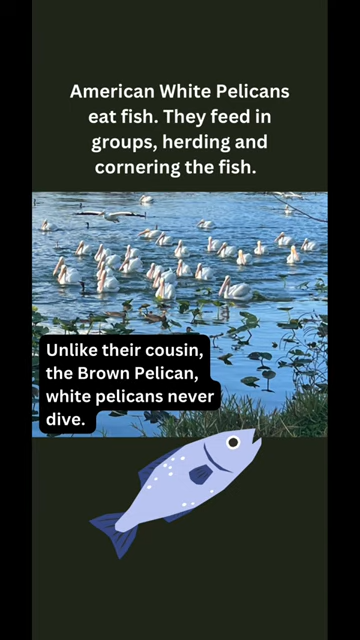 American White Pelicans
eat fish. They feed in
groups, herding and
cornering the fish.
Unlike their cousin,
the Brown Pelican,
white pelicans never
dive.